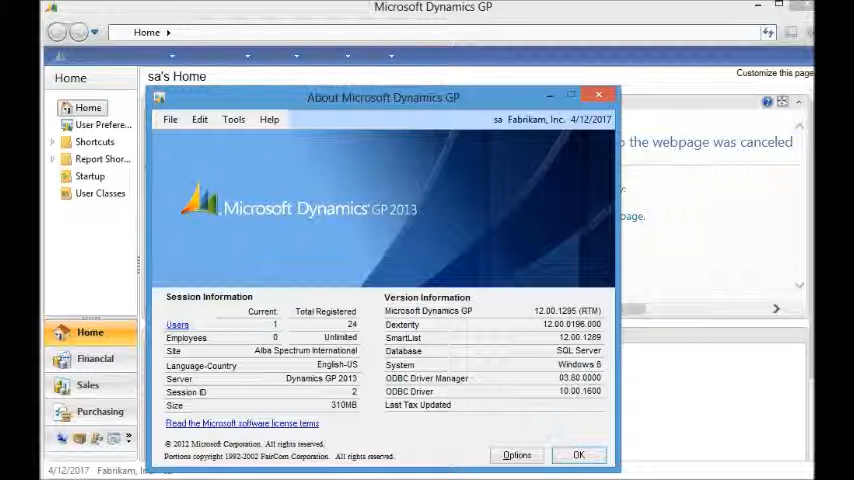 Microsoft Dynamics GP
Home
Home
sa's Home
Customize this page
Home
User Prefere...
Shortcuts
Report Shor...
Startup
User Classes
Home
Financial
Sales
Purchasing
4/12/2017 Fabrikam, In
o the webpage was canceled
y:
page.
About Microsoft Dynamics GP
File Edit Tools Help
sa Fabrikam, Inc. 4/12/2017
Microsoft Dynamics GP 2013
Session Information
Current: Total Registered
Users 1 24
Employees 0 Unlimited
Site Alba Spectrum International
Language-Country English-US
Server Dynamics GP 2013
Session ID 2
Size 310MB
Read the Microsoft software license terms
© 2012 Microsoft Corporation. All rights reserved.
Portions copyright 1992-2002 FairCom Corporation. All rights reserved.
Version Information
Microsoft Dynamics GP 12.00.1295 (RTM)
Dexterity 12.00.0196.000
SmartList 12.00.1289
Database SQL Server
System Windows 8
ODBC Driver Manager 03.80.0000
ODBC Driver 10.00.1600
Last Tax Updated
Options OK